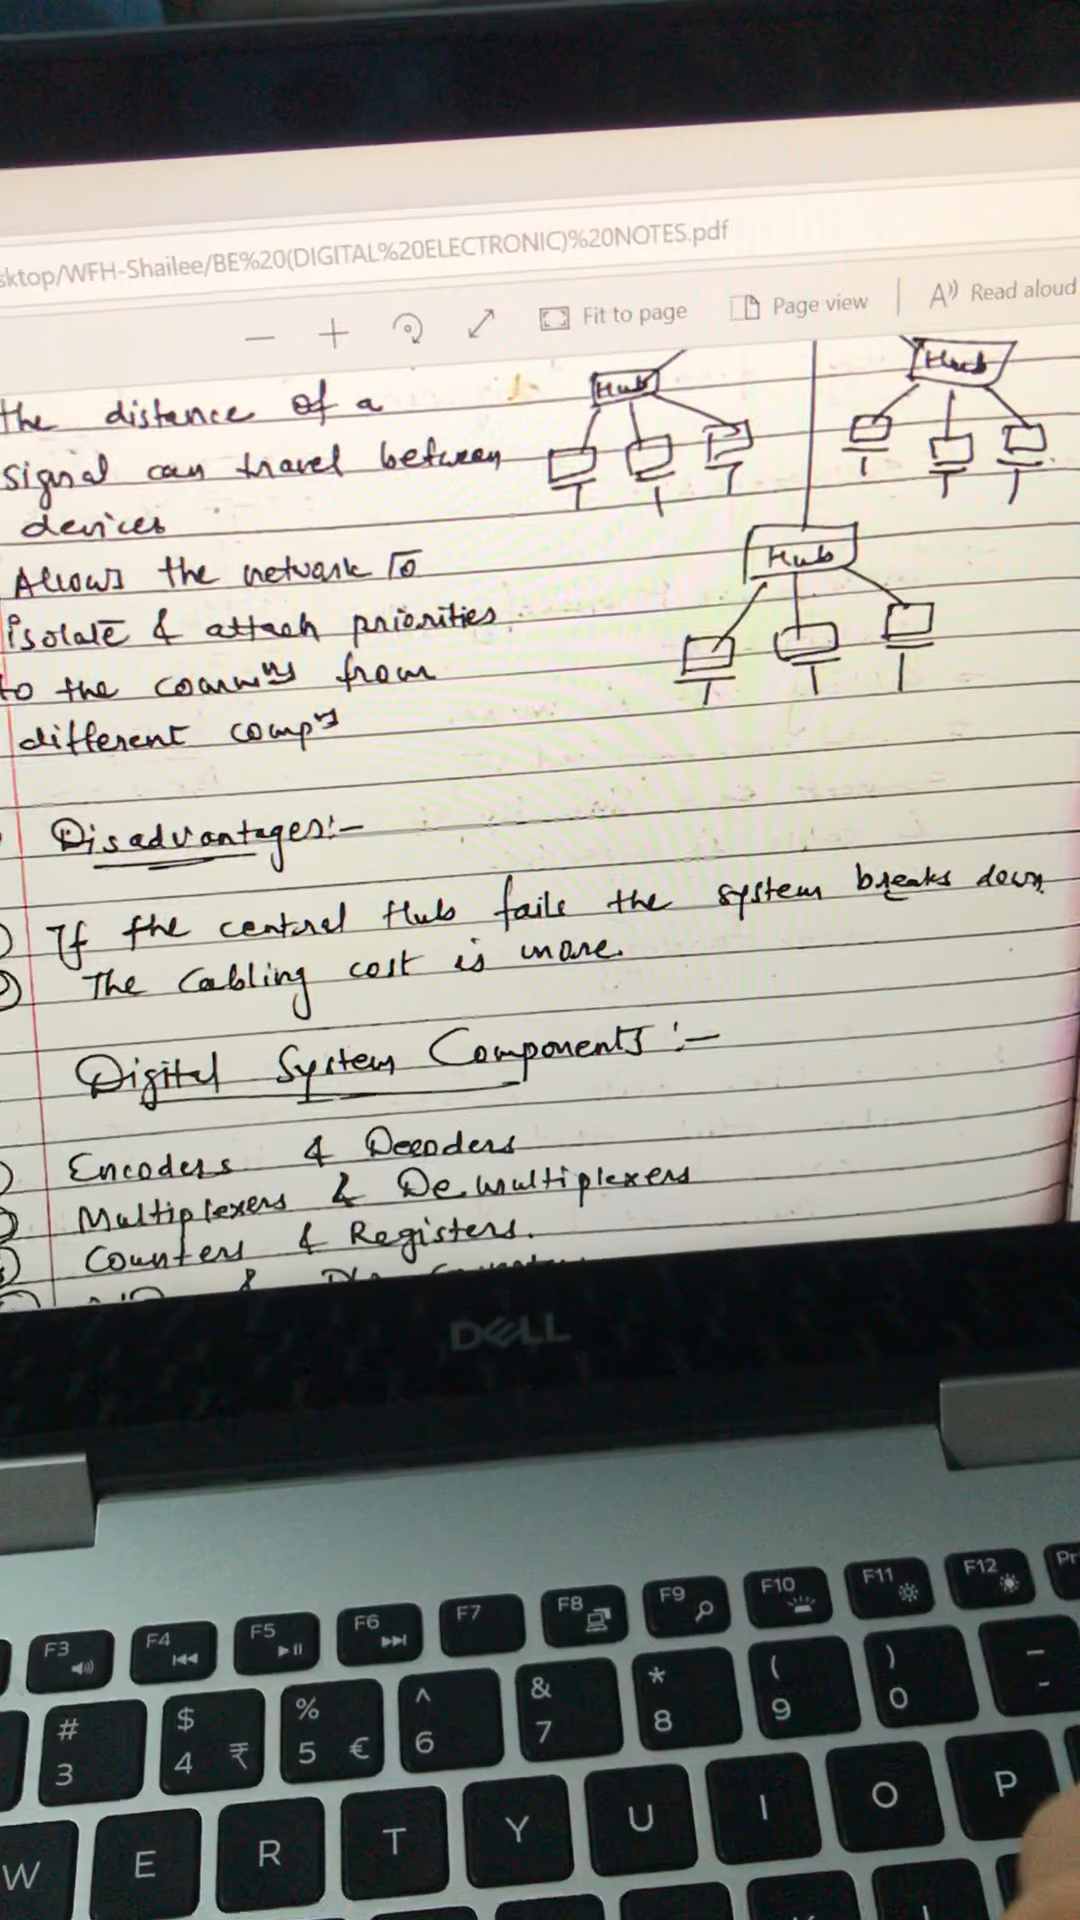 sktop/WFH-Shailee/BE%20(DIGITAL%20ELECTRONIC)%20NOTES.pdf
Fit to page
Page view
A Read aloud
the distance of a
signal can travel between
devices
Allows the network to
isolate & attach priorities
to the commns from
different comps
Hub
Hub
Hub
Disadvantages:-
If the central Hub fails the system breaks down
The Cabling cost is more.
Digital System Components :-
Encoders & Decoders
Multiplexers & De multiplexers
Counters & Registers.
DELL
F3
F4
F5
F6
F7
F8
F9
F10
F11
F12
Pr
# 3
$ 4 ₹
% 5 €
^ 6
& 7
* 8
( 9
) 0
_ -
W
E
R
T
Y
U
I
O
P